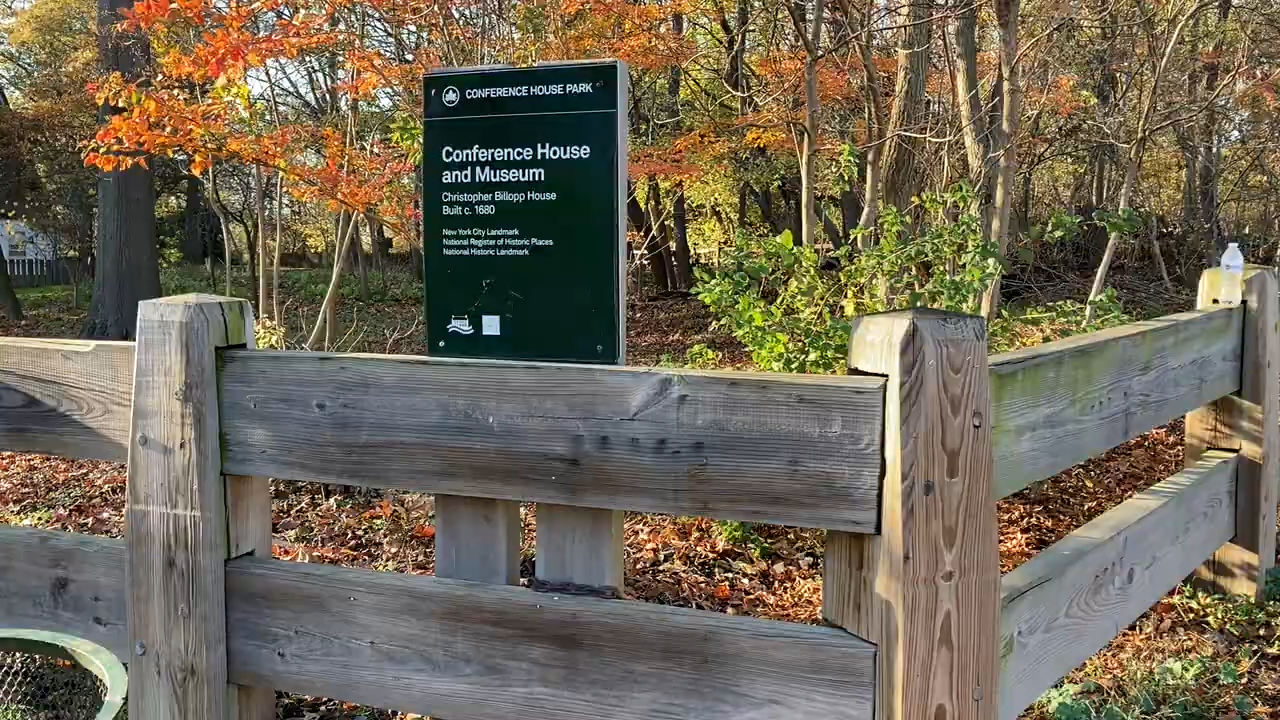 CONFERENCE HOUSE PARK
Conference House
and Museum
Christopher Billopp House
Built c. 1680
New York City Landmark
National Register of Historic Places
National Historic Landmark